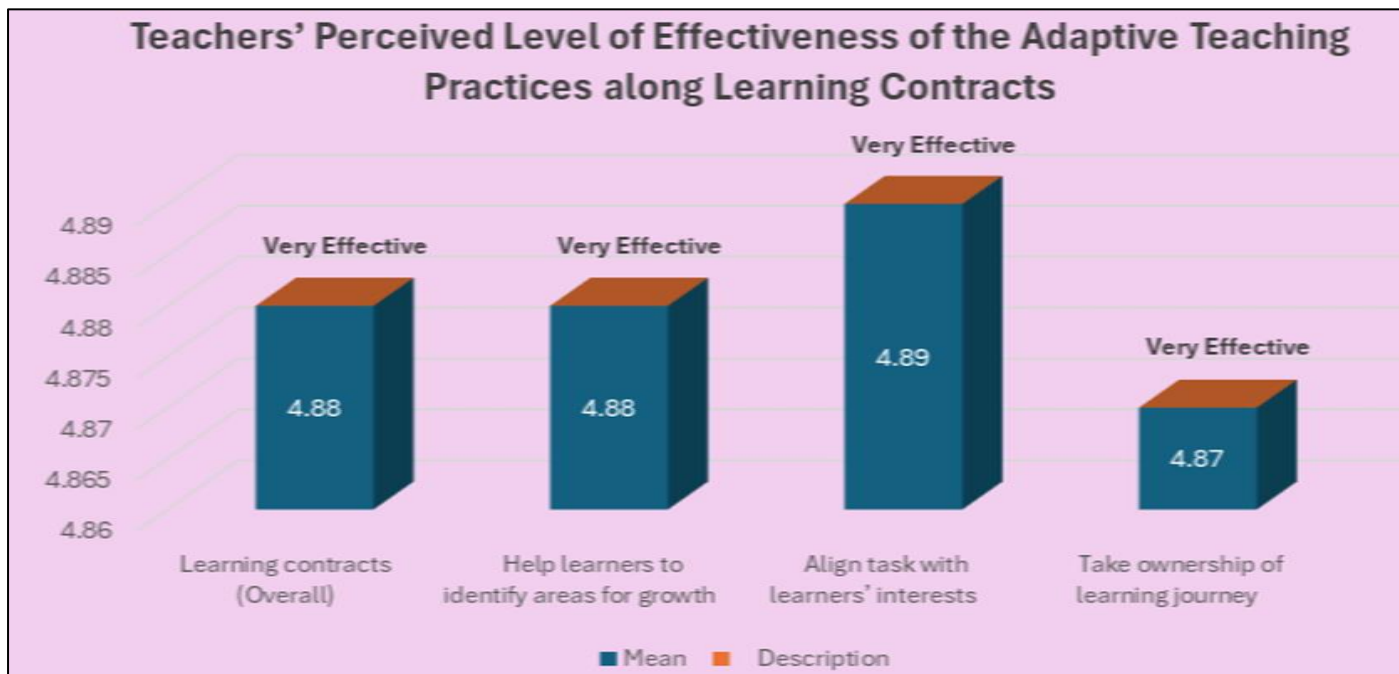 Teachers’ Perceived Level of Effectiveness of the Adaptive Teaching
Practices along Learning Contracts
Very Effective
Very Effective
Very Effective
Very Effective
4.89
4.885
4.88
4.875
4.87
4.865
4.86
4.88
4.88
4.89
4.87
Learning contracts
(Overall)
Help learners to
identify areas for growth
Align task with
learners’ interests
Take ownership of
learning journey
Mean
Description